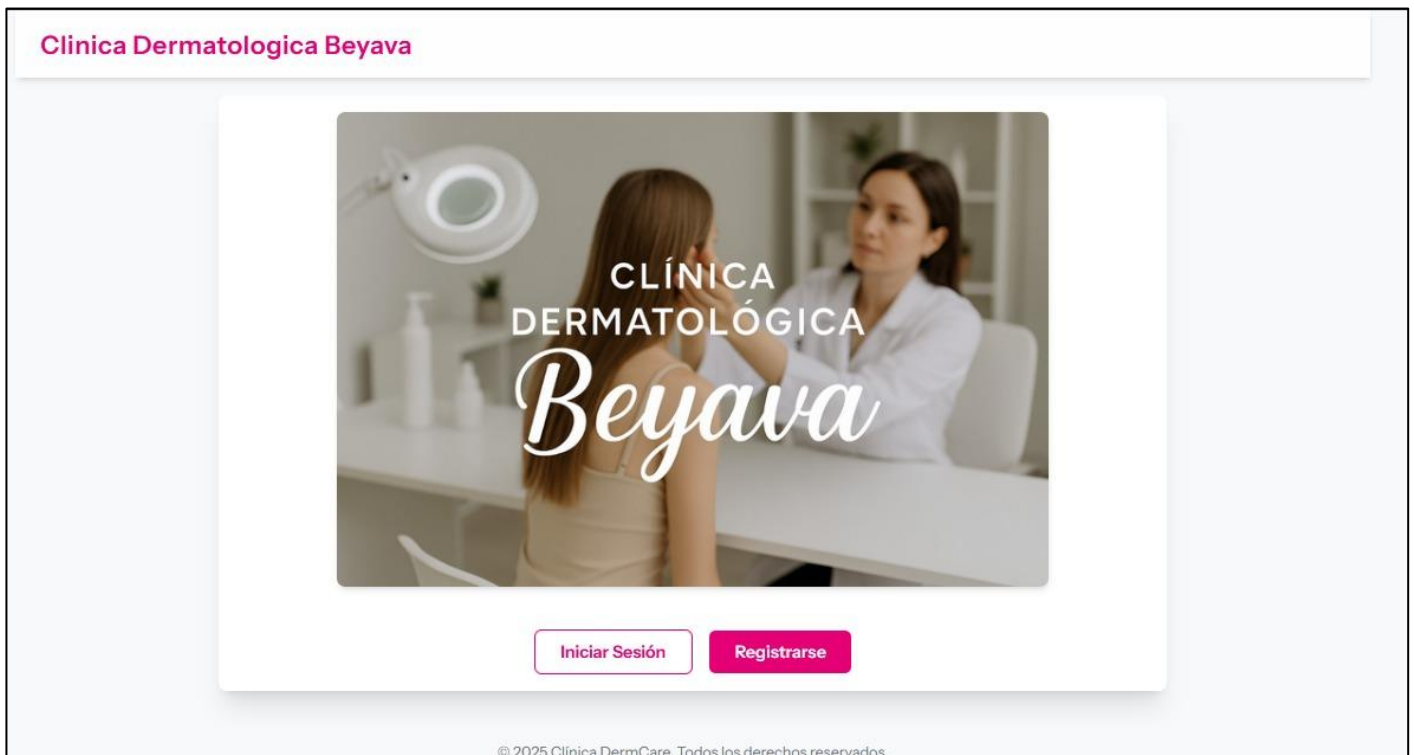 Clinica Dermatologica Beyava
CLÍNICA
DERMATOLÓGICA
Beyava
Iniciar Sesión
Registrarse
© 2025 Clínica DermCare. Todos los derechos reservados.